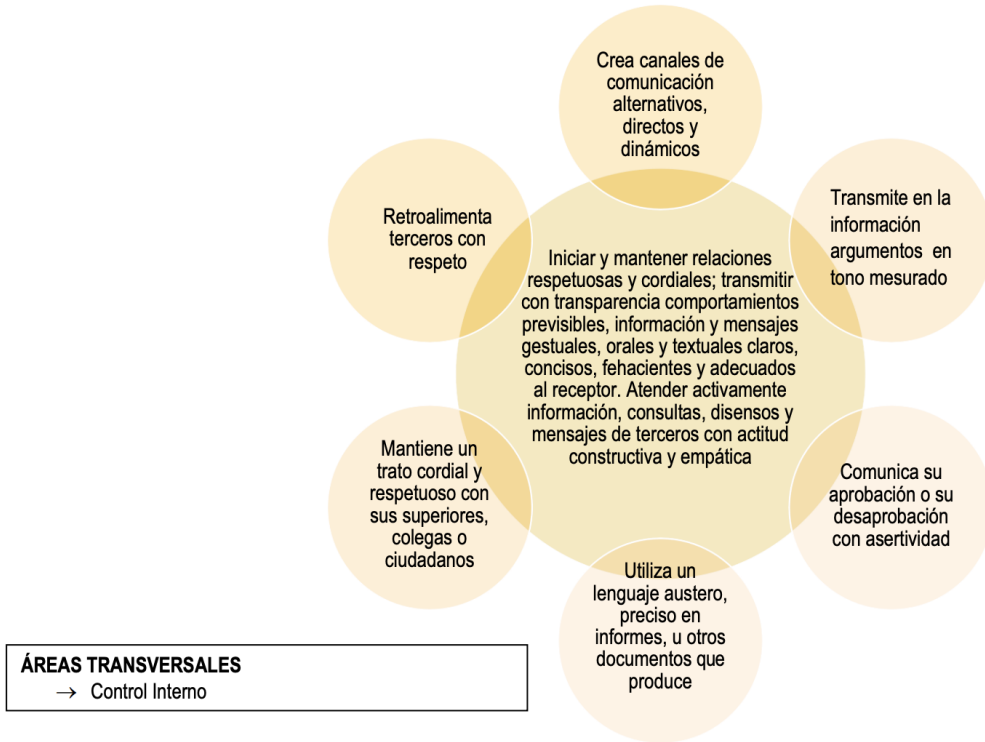 Crea canales de
comunicación
alternativos,
directos y
dinámicos
Transmite en la
información
argumentos en
tono mesurado
Retroalimenta
terceros con
respeto
Iniciar y mantener relaciones
respetuosas y cordiales; transmitir
con transparencia comportamientos
previsibles, información y mensajes
gestuales, orales y textuales claros,
concisos, fehacientes y adecuados
al receptor. Atender activamente
información, consultas, disensos y
mensajes de terceros con actitud
constructiva y empática
Comunica su
aprobación o su
desaprobación
con asertividad
Utiliza un
lenguaje austero,
preciso en
informes, u otros
documentos que
produce
Mantiene un
trato cordial y
respetuoso con
sus superiores,
colegas o
ciudadanos
ÁREAS TRANSVERSALES
→ Control Interno